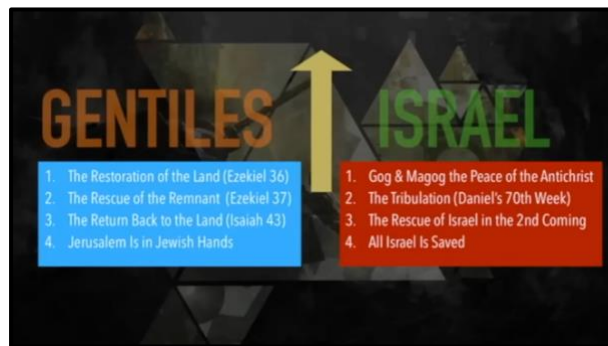 GENTILES
1. The Restoration of the Land (Ezekiel 36)
2. The Rescue of the Remnant (Ezekiel 37)
3. The Return Back to the Land (Isaiah 43)
4. Jerusalem Is in Jewish Hands
ISRAEL
1. Gog & Magog the Peace of the Antichrist
2. The Tribulation (Daniel's 70th Week)
3. The Rescue of Israel in the 2nd Coming
4. All Israel Is Saved